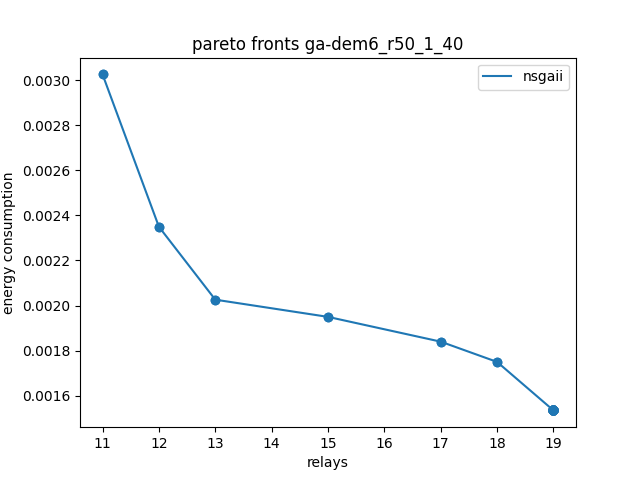 pareto fronts ga-dem6_r50_1_40
nsgaii
energy consumption
0.0030
0.0028
0.0026
0.0024
0.0022
0.0020
0.0018
0.0016
11 12 13 14 15 16 17 18 19
relays